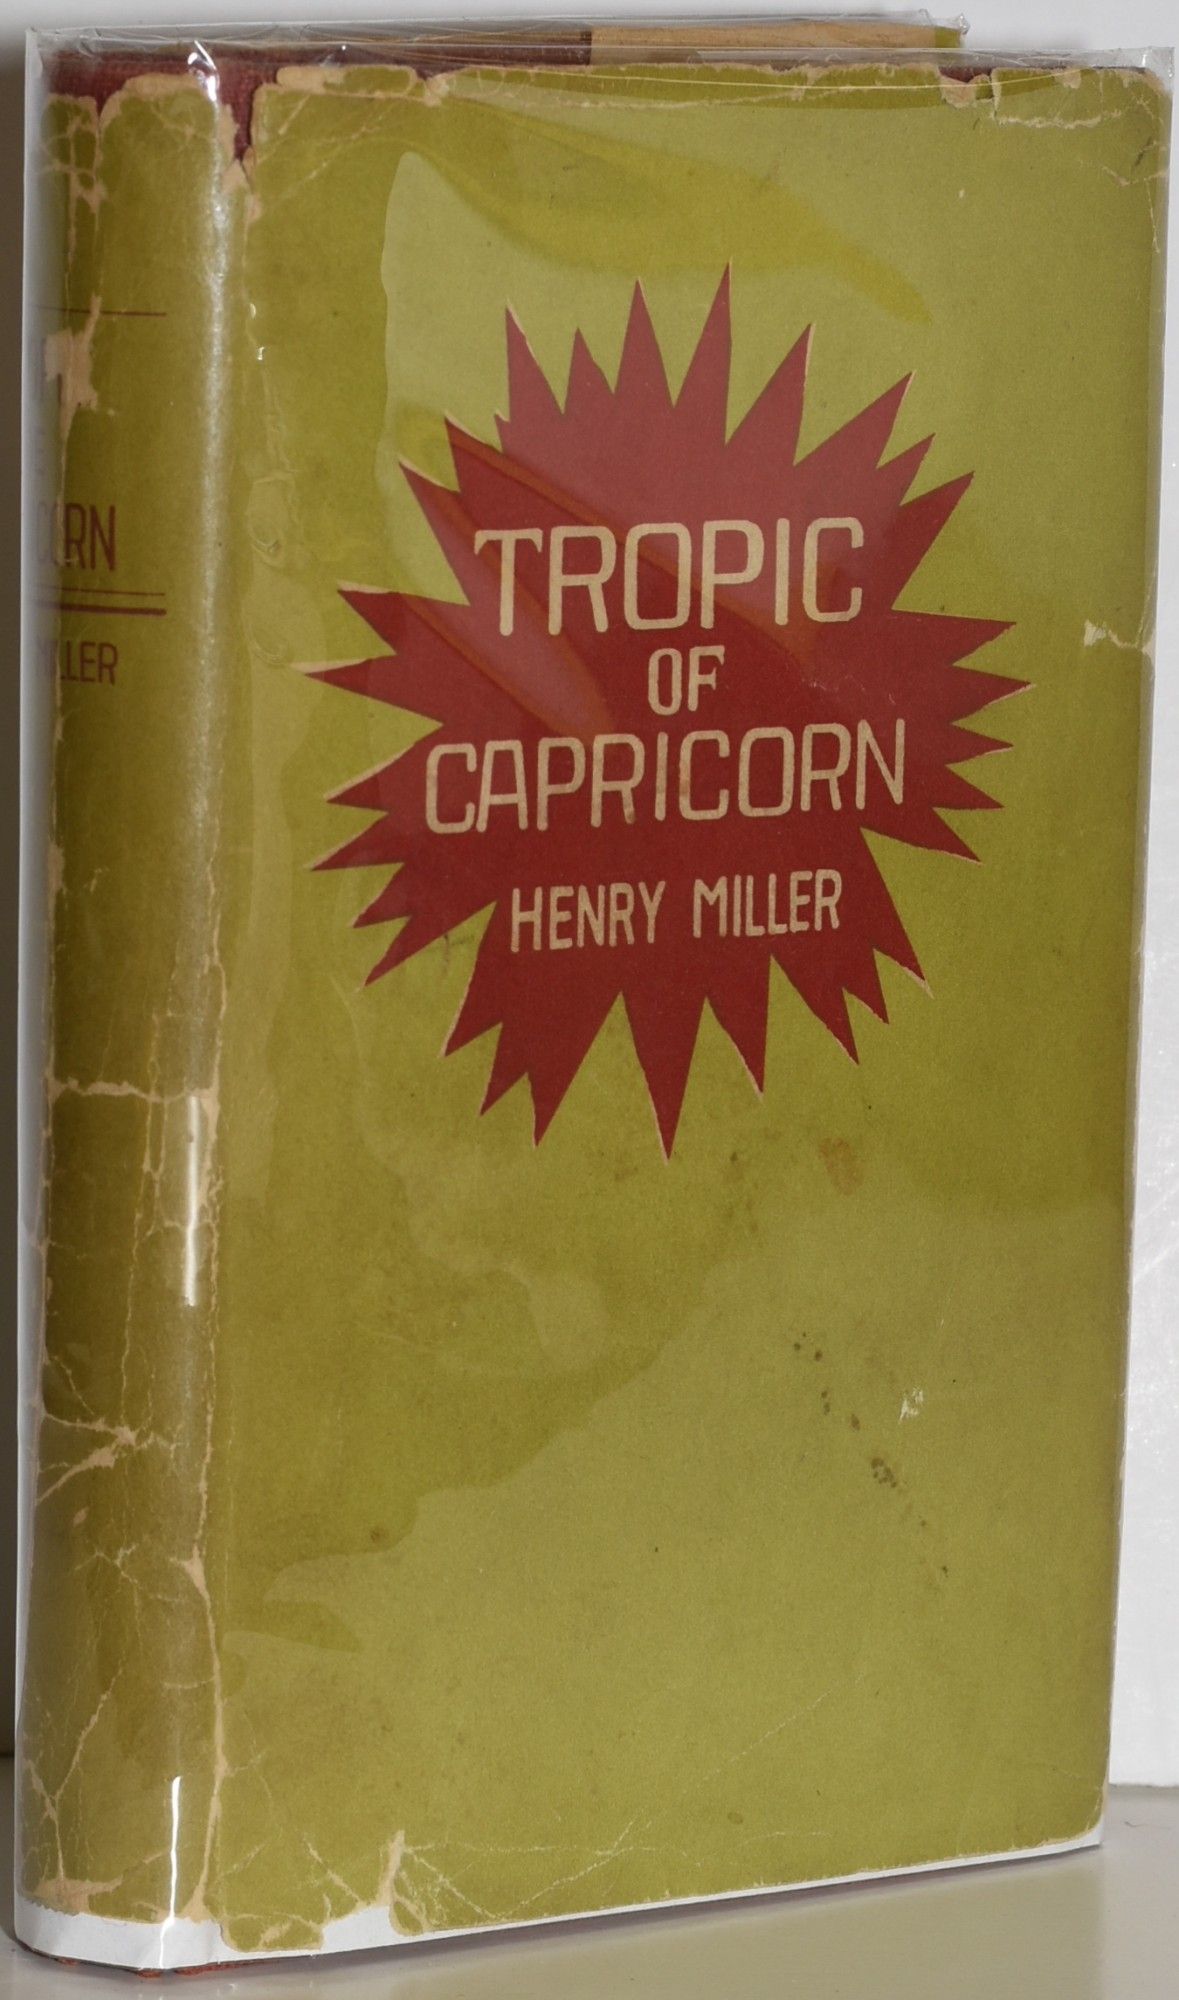 TROPIC
OF
CAPRICORN
HENRY MILLER
CORN
MILLER